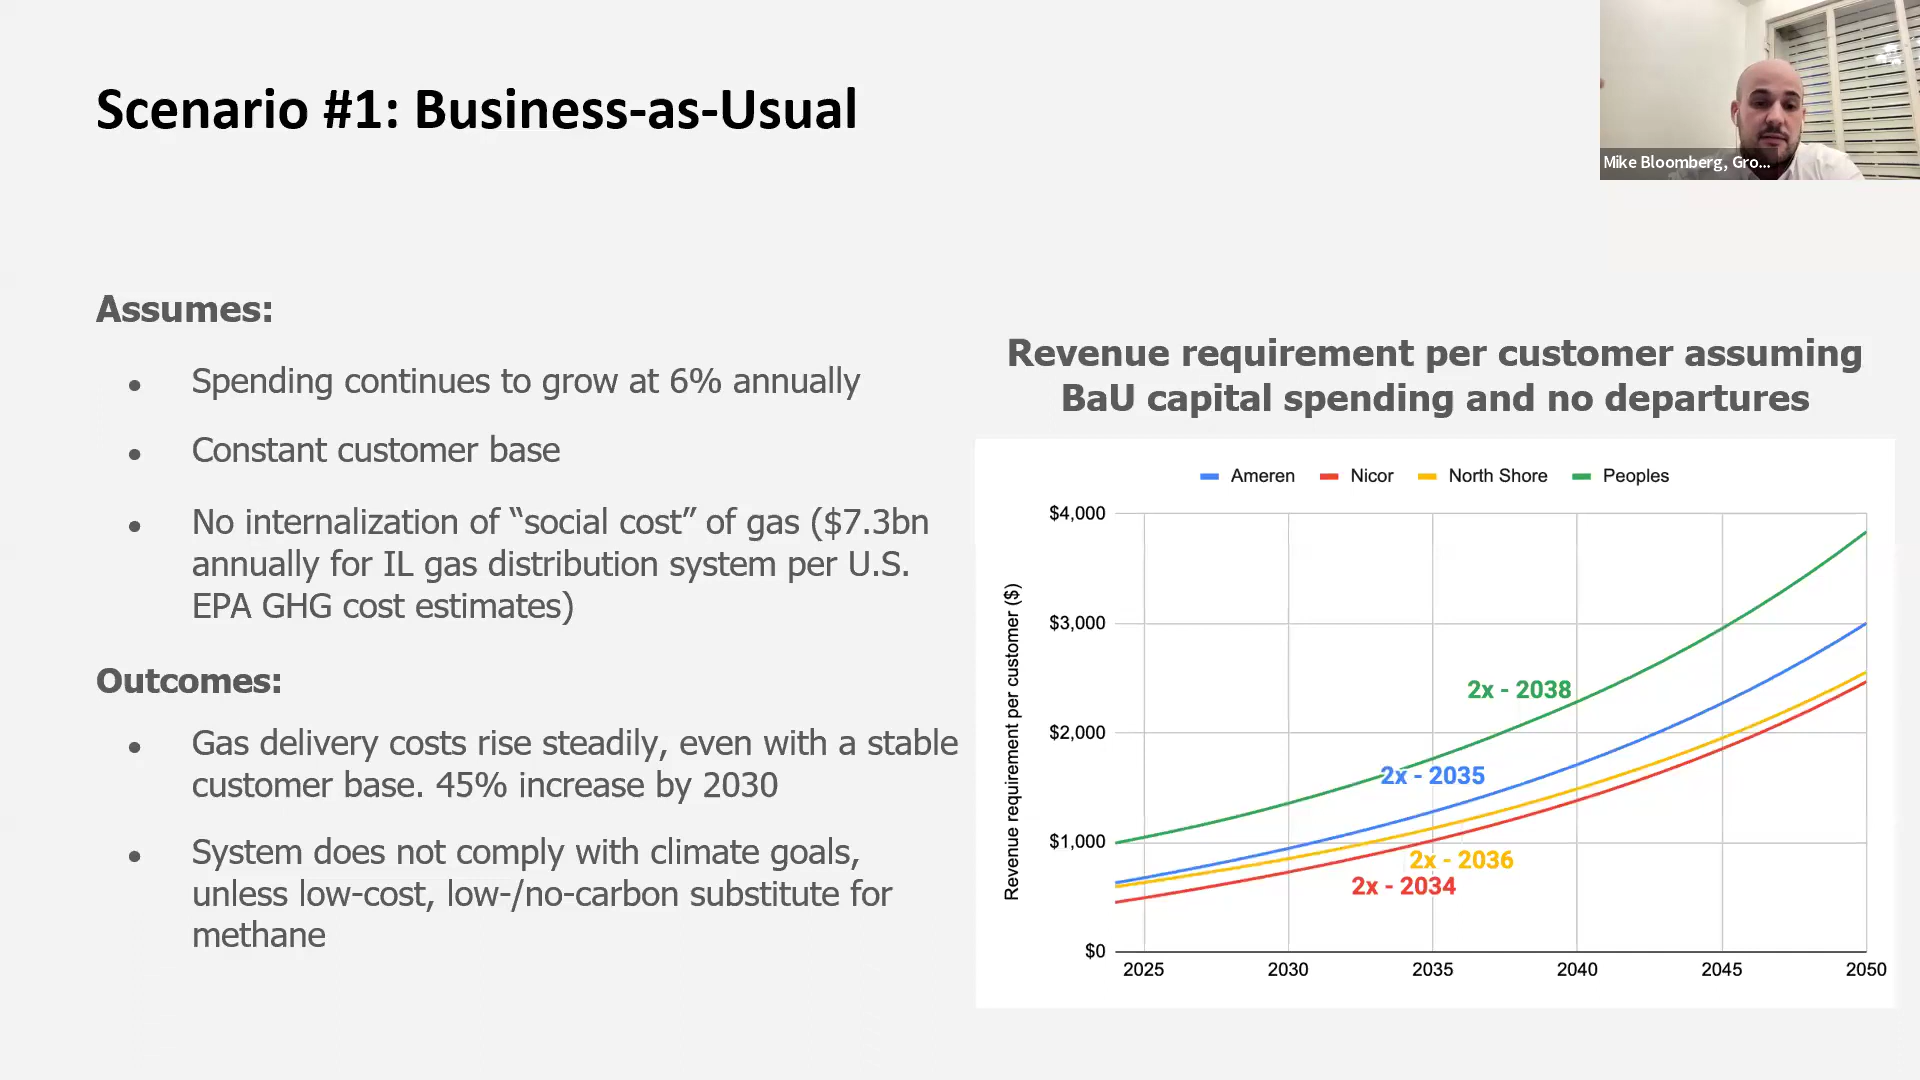 Scenario #1: Business-as-Usual
Mike Bloomberg, Gro...
Assumes:
Spending continues to grow at 6% annually
Constant customer base
No internalization of “social cost” of gas ($7.3bn
annually for IL gas distribution system per U.S.
EPA GHG cost estimates)
Outcomes:
Gas delivery costs rise steadily, even with a stable
customer base. 45% increase by 2030
System does not comply with climate goals,
unless low-cost, low-/no-carbon substitute for
methane
Revenue requirement per customer assuming
BaU capital spending and no departures
Ameren Nicor North Shore Peoples
Revenue requirement per customer ($)
$4,000
$3,000
$2,000
$1,000
$0
2x - 2038
2x - 2035
2x - 2036
2x - 2034
2025 2030 2035 2040 2045 2050